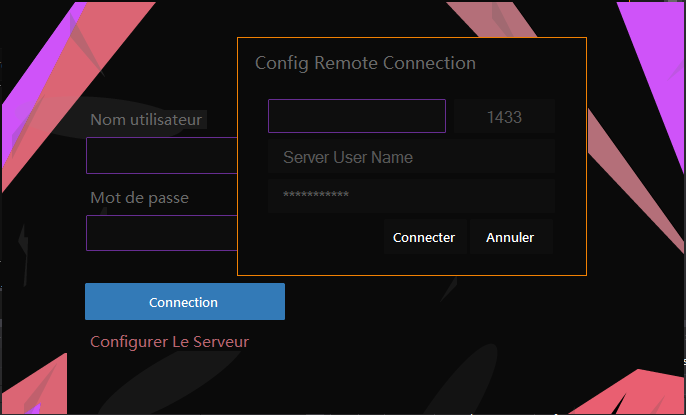 Config Remote Connection
1433
Server User Name
***********
Connecter Annuler
Nom utilisateur
Mot de passe
Connection
Configurer Le Serveur